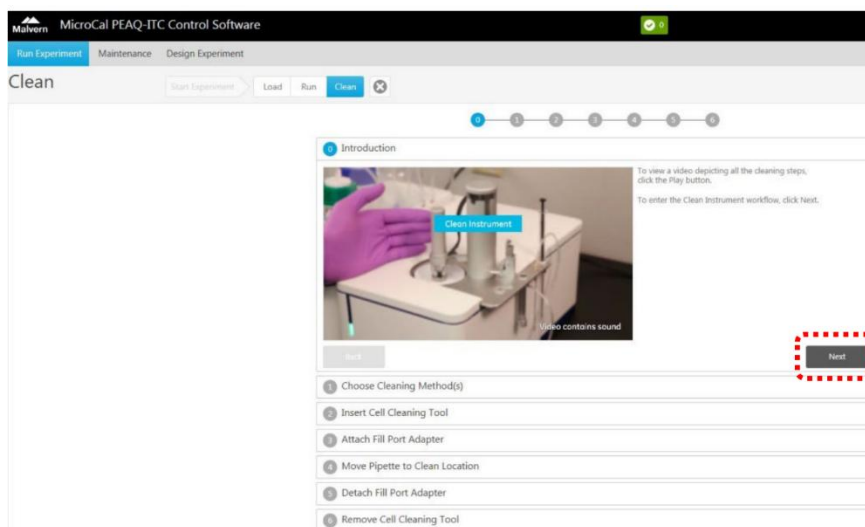 Malvern MicroCal PEAQ-ITC Control Software
0
Run Experiment Maintenance Design Experiment
Clean
Start Experiment Load Run Clean
0 1 2 3 4 5 6
0 Introduction
To view a video depicting all the cleaning steps,
click the Play button.
To enter the Clean Instrument workflow, click Next.
Clean Instrument
Video contains sound
Back
Next
1 Choose Cleaning Method(s)
2 Insert Cell Cleaning Tool
3 Attach Fill Port Adapter
4 Move Pipette to Clean Location
5 Detach Fill Port Adapter
6 Remove Cell Cleaning Tool